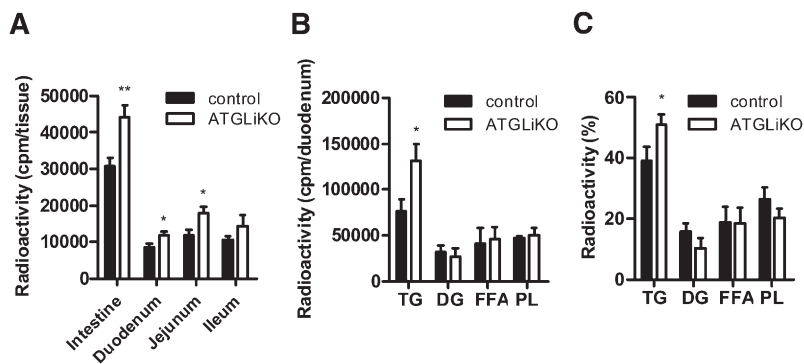 A
Radioactivity (cpm/tissue)
50000
40000
30000
20000
10000
0
**
*
*
control
ATGLiKO
Intestine
Duodenum
Jejunum
Ileum
B
Radioactivity (cpm/duodenum)
200000
150000
100000
50000
0
*
control
ATGLiKO
TG DG FFA PL
C
Radioactivity (%)
60
40
20
0
*
control
ATGLiKO
TG DG FFA PL